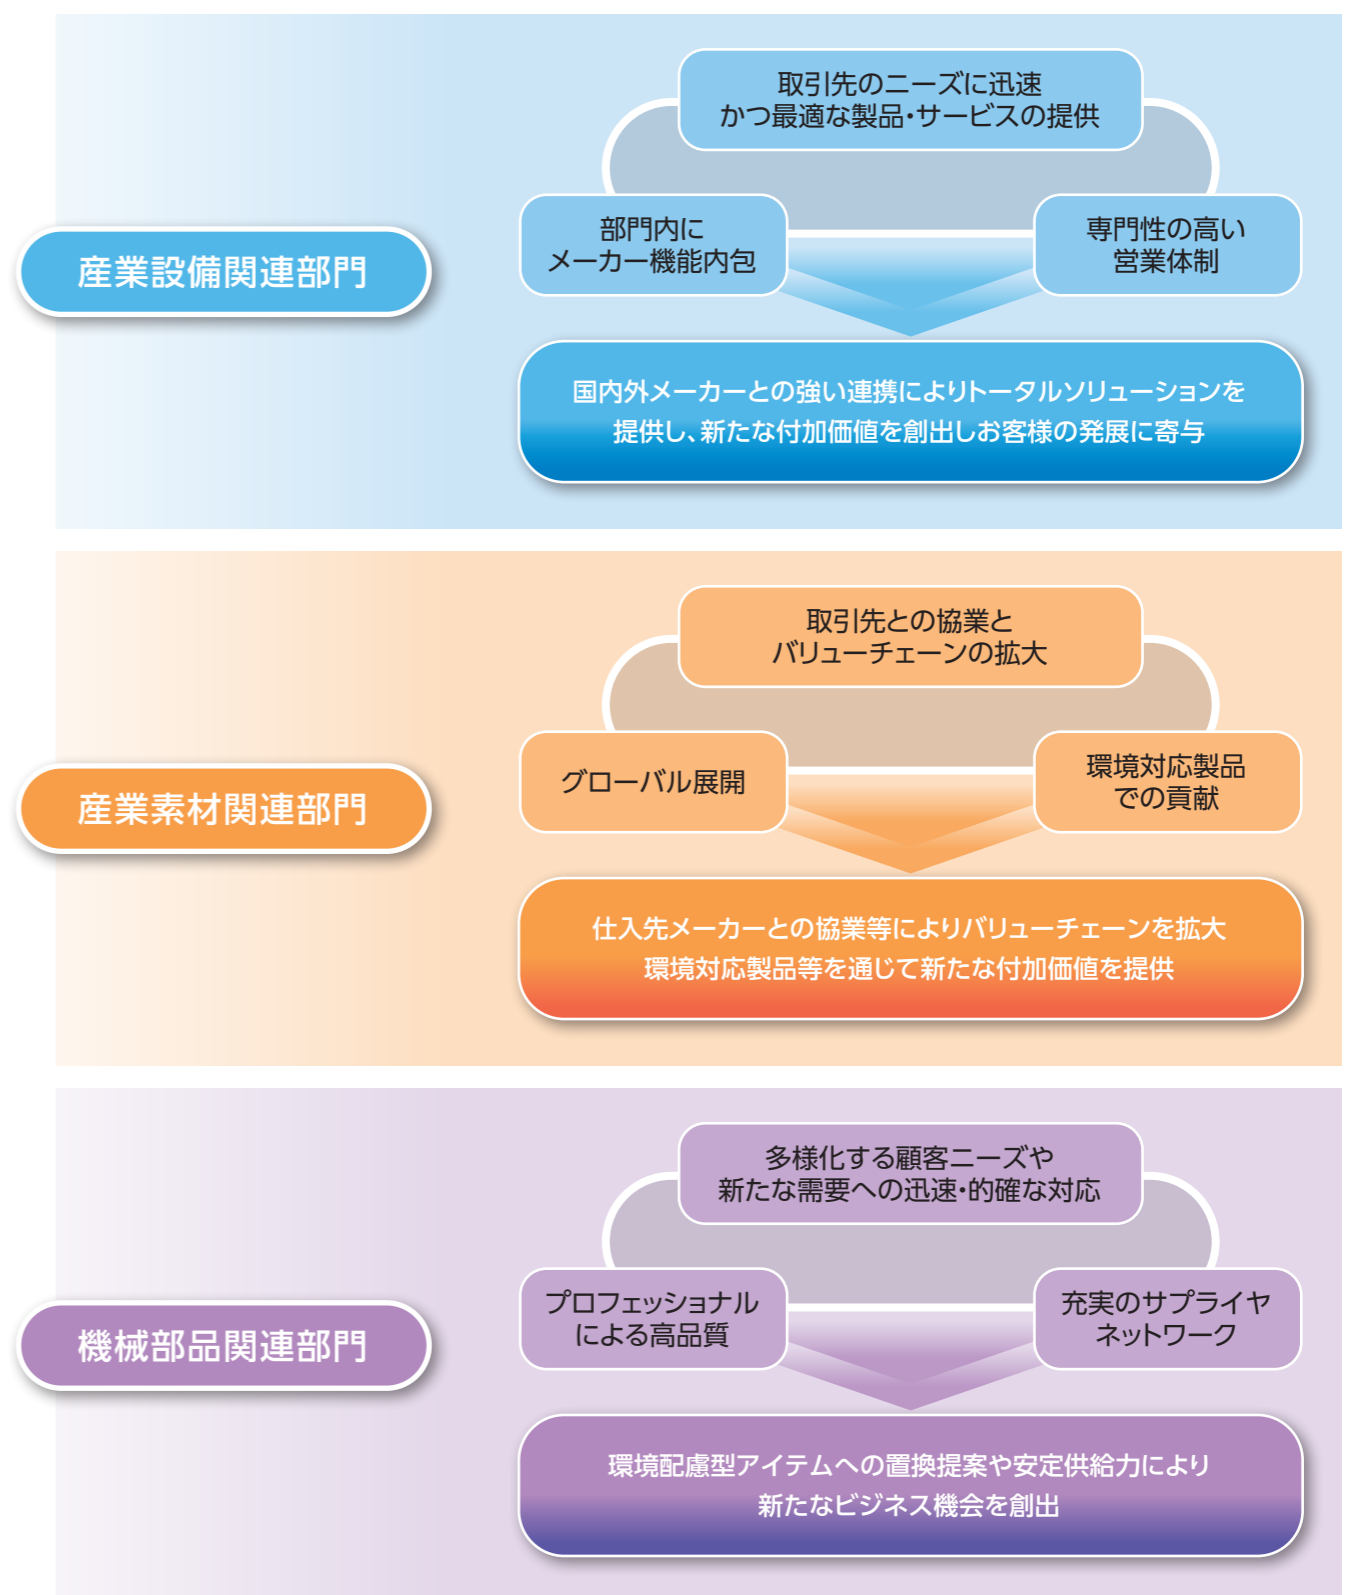 取引先のニーズに迅速
かつ最適な製品・サービスの提供
部門内に
メーカー機能内包
専門性の高い
営業体制
産業設備関連部門
国内外メーカーとの強い連携によりトータルソリューションを
提供し、新たな付加価値を創出しお客様の発展に寄与
取引先との協業と
バリューチェーンの拡大
グローバル展開
環境対応製品
での貢献
産業素材関連部門
仕入先メーカーとの協業等によりバリューチェーンを拡大
環境対応製品等を通じて新たな付加価値を提供
多様化する顧客ニーズや
新たな需要への迅速・的確な対応
プロフェッショナル
による高品質
充実のサプライヤ
ネットワーク
機械部品関連部門
環境配慮型アイテムへの置換提案や安定供給力により
新たなビジネス機会を創出